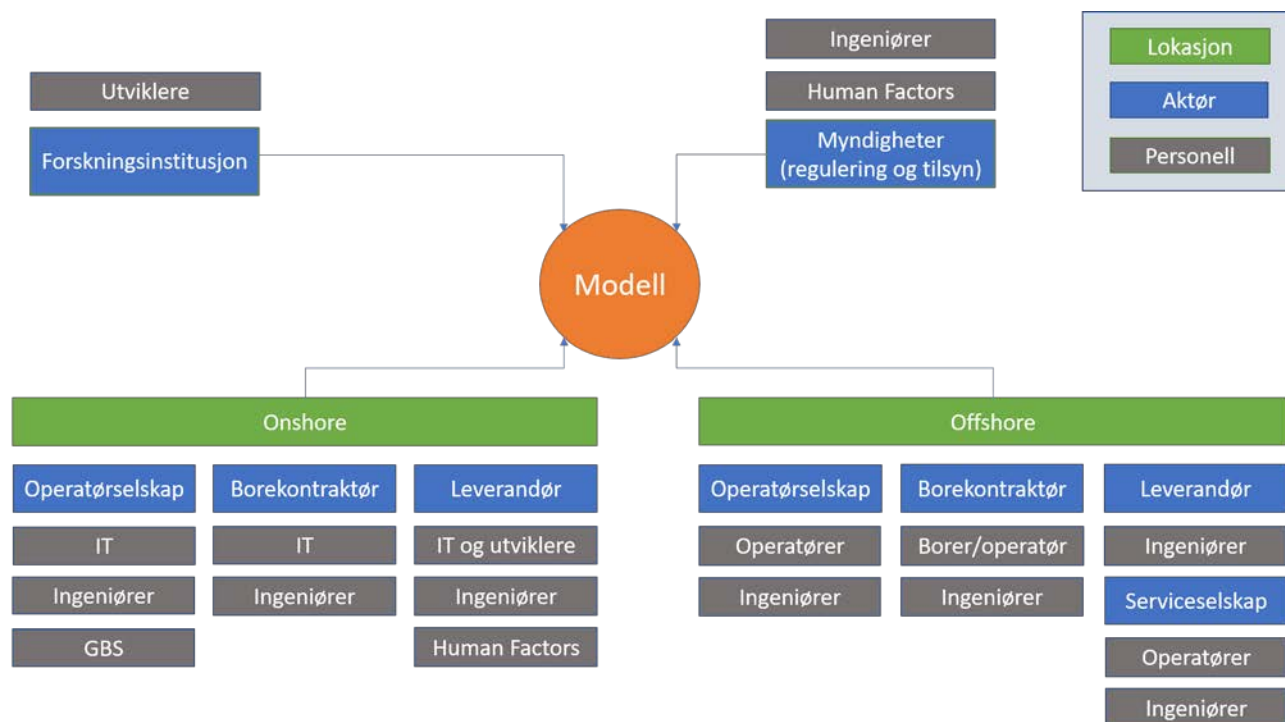 Ingeniører
Human Factors
Myndigheter
(regulering og tilsyn)
Utviklere
Forskningsinstitusjon
Lokasjon
Aktør
Personell
Modell
Onshore
Operatørselskap
IT
Ingeniører
GBS
Borekontraktør
IT
Ingeniører
Leverandør
IT og utviklere
Ingeniører
Human Factors
Offshore
Operatørselskap
Operatører
Ingeniører
Borekontraktør
Borer/operatør
Ingeniører
Leverandør
Ingeniører
Serviceselskap
Operatører
Ingeniører